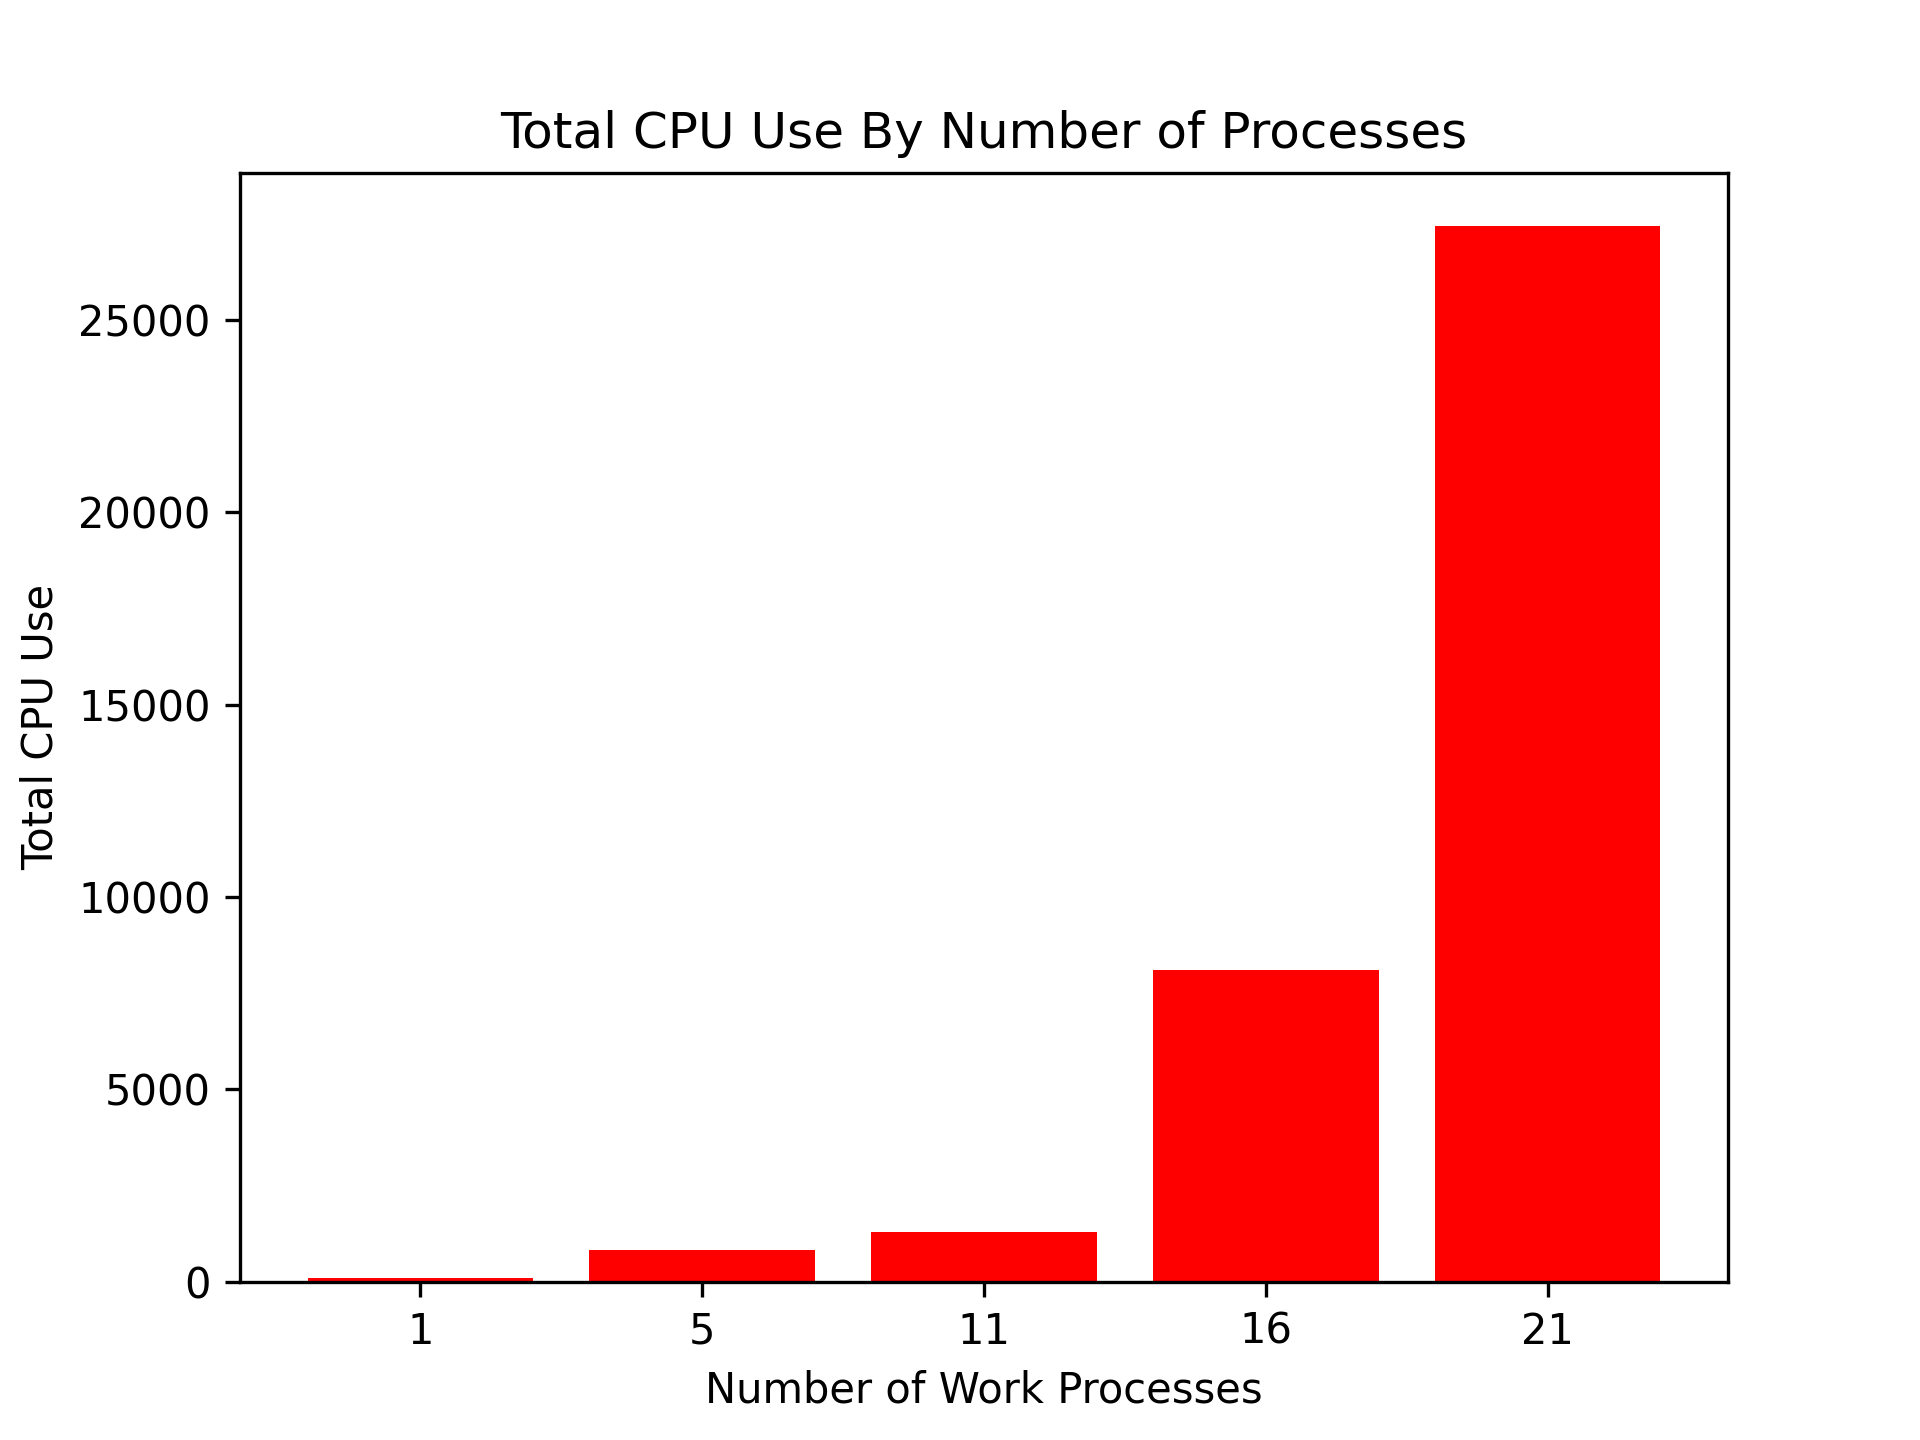 Total CPU Use By Number of Processes
25000
20000
15000
10000
5000
0
Total CPU Use
1 5 11 16 21
Number of Work Processes